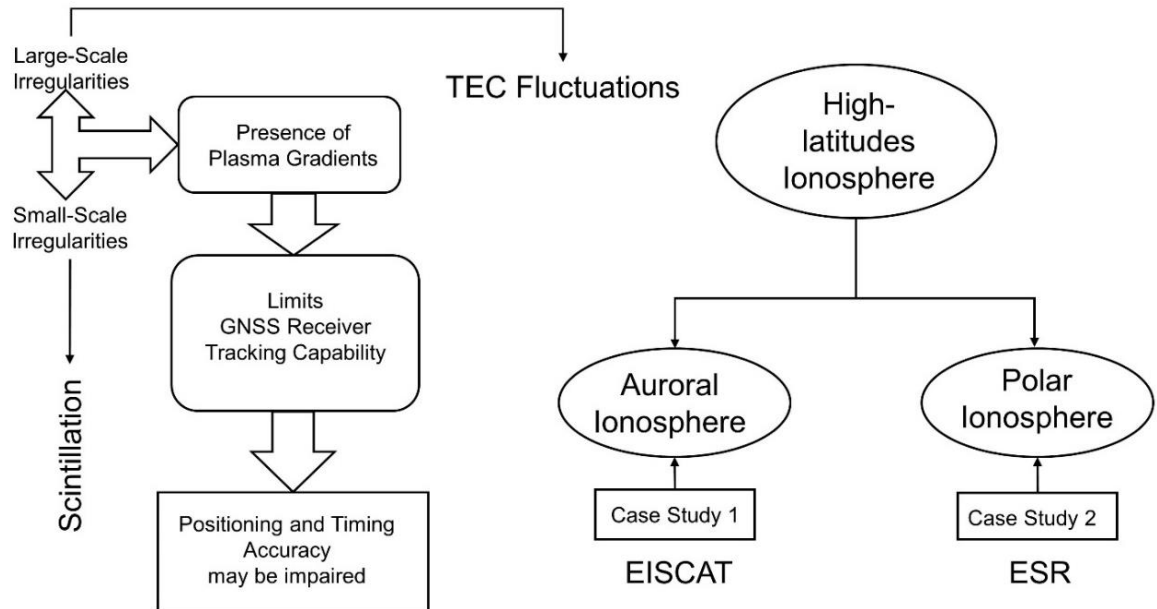 Large-Scale
Irregularities
TEC Fluctuations
Presence of
Plasma Gradients
Small-Scale
Irregularities
Limits
GNSS Receiver
Tracking Capability
Scintillation
Positioning and Timing
Accuracy
may be impaired
High-
latitudes
Ionosphere
Auroral
Ionosphere
Polar
Ionosphere
Case Study 1
Case Study 2
EISCAT
ESR